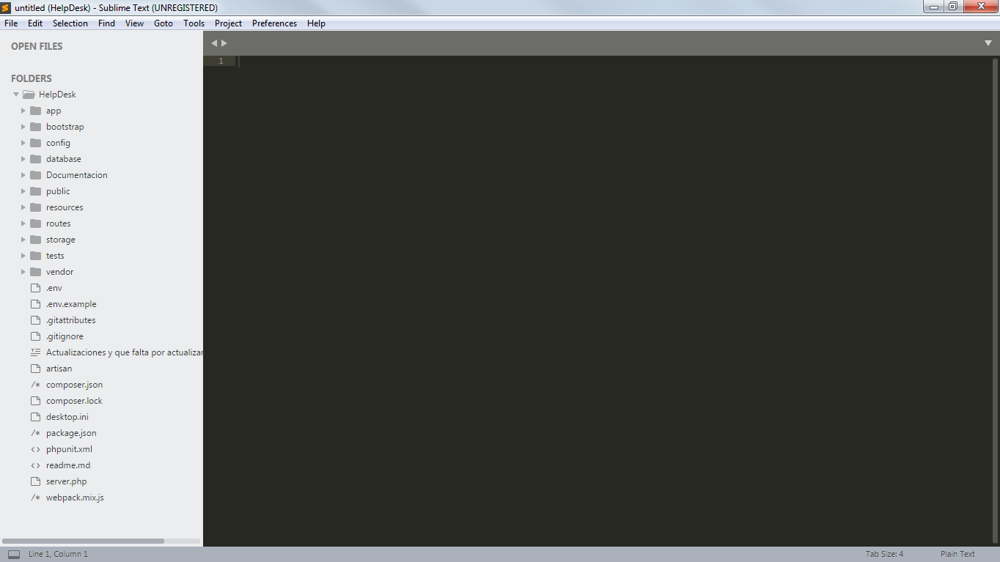 untitled (HelpDesk) - Sublime Text (UNREGISTERED)
File Edit Selection Find View Goto Tools Project Preferences Help
OPEN FILES
FOLDERS
HelpDesk
app
bootstrap
config
database
Documentacion
public
resources
routes
storage
tests
vendor
.env
.env.example
.gitattributes
.gitignore
Actualizaciones y que falta por actualizar
artisan
/* composer.json
composer.lock
desktop.ini
/* package.json
<> phpunit.xml
<> readme.md
server.php
/* webpack.mix.js
1
Line 1, Column 1
Tab Size: 4
Plain Text